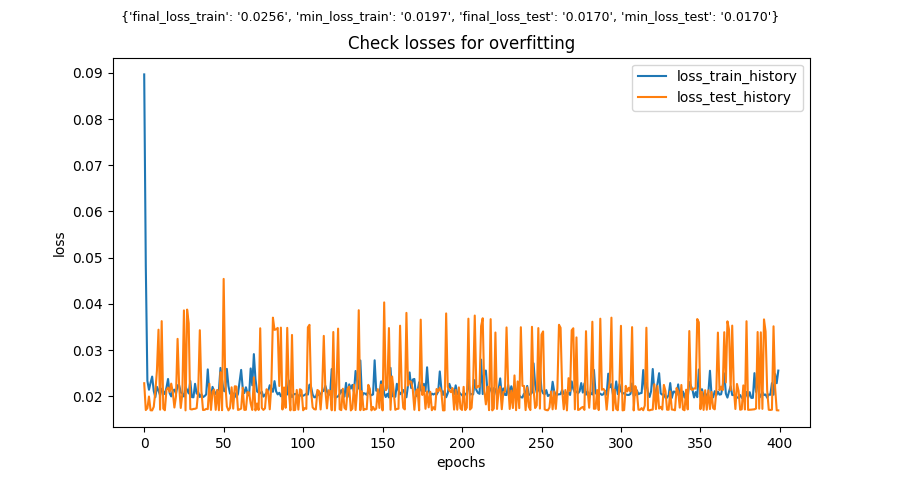 {'final_loss_train': '0.0256', 'min_loss_train': '0.0197', 'final_loss_test': '0.0170', 'min_loss_test': '0.0170'}
Check losses for overfitting
loss_train_history
loss_test_history
0.09
0.08
0.07
0.06
0.05
0.04
0.03
0.02
loss
0 50 100 150 200 250 300 350 400
epochs